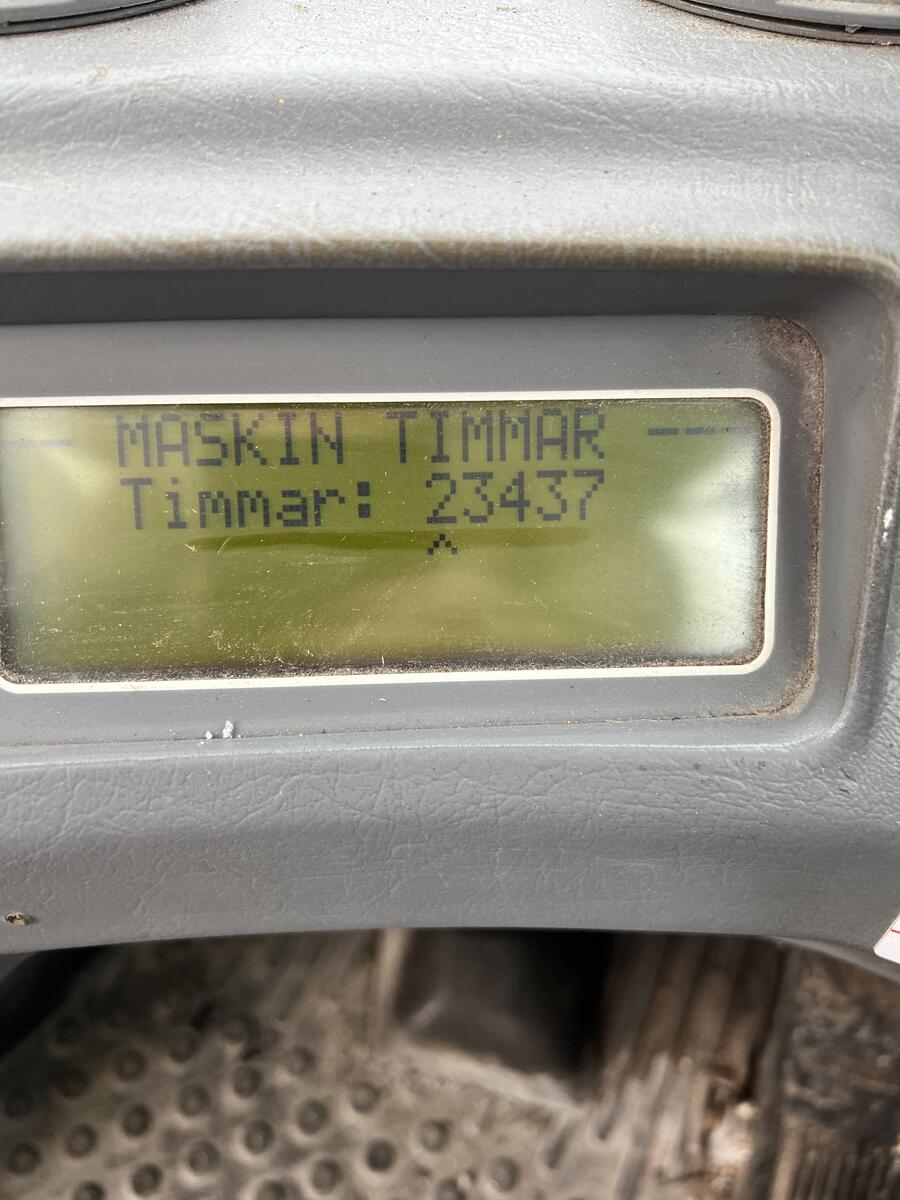 -- MASKIN TIMMAR ---
Timmar: 23437
^